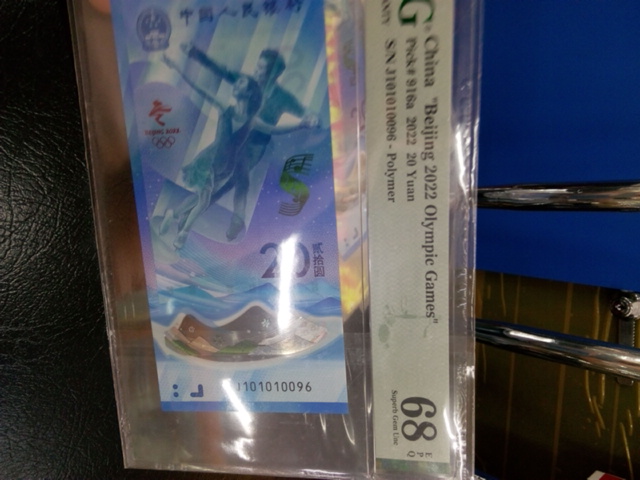 中国人民银行
BEIJING 2022
20
贰拾圆
J101010096
G
China "Beijing 2022 Olympic Games"
Pick# 916a 2022 20 Yuan
S/N J101010096 - Polymer
68
EPQ
Superb Gem Unc